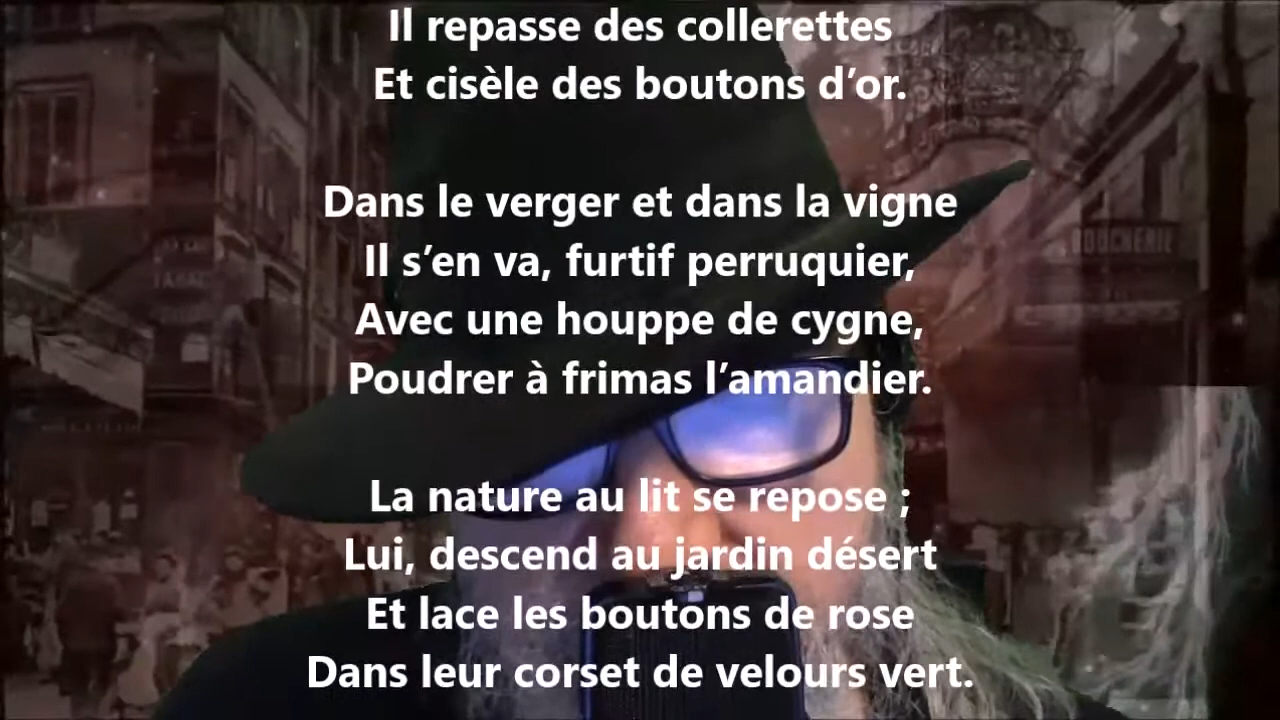 Il repasse des collerettes
Et cisèle des boutons d’or.
Dans le verger et dans la vigne
Il s’en va, furtif perruquier,
Avec une houppe de cygne,
Poudrer à frimas l’amandier.
La nature au lit se repose ;
Lui, descend au jardin désert
Et lace les boutons de rose
Dans leur corset de velours vert.
BOUCHERIE
TABAC